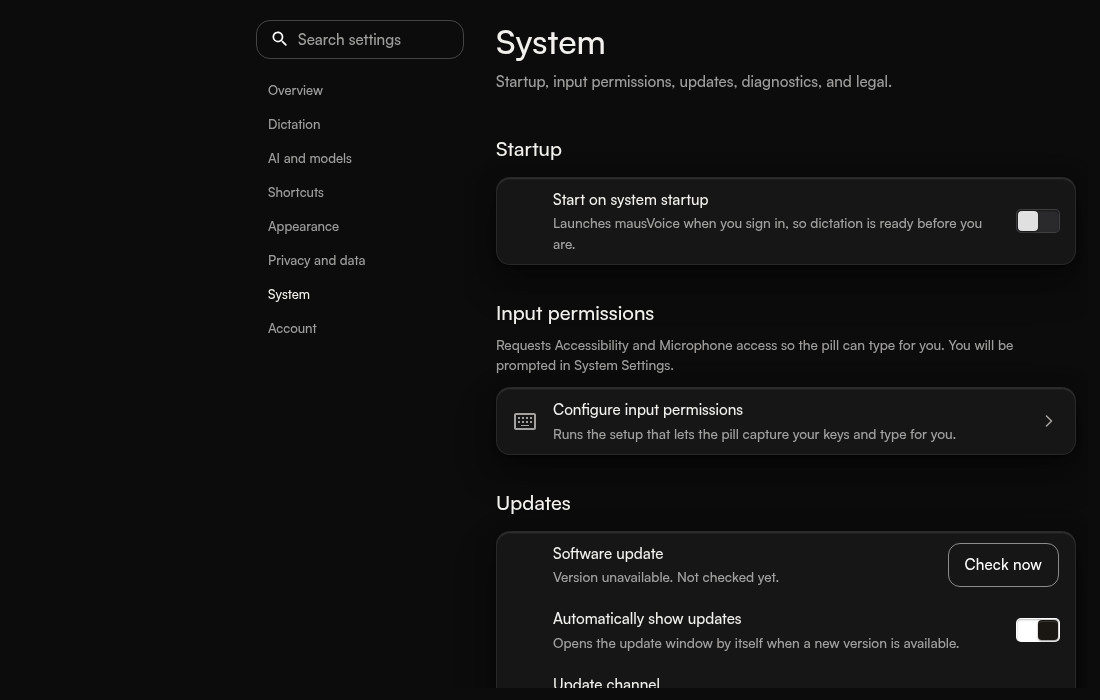 Search settings
Overview
Dictation
AI and models
Shortcuts
Appearance
Privacy and data
System
Account
System
Startup, input permissions, updates, diagnostics, and legal.
Startup
Start on system startup
Launches mausVoice when you sign in, so dictation is ready before you
are.
Input permissions
Requests Accessibility and Microphone access so the pill can type for you. You will be
prompted in System Settings.
Configure input permissions
Runs the setup that lets the pill capture your keys and type for you.
Updates
Software update
Version unavailable. Not checked yet.
Check now
Automatically show updates
Opens the update window by itself when a new version is available.
Update channel